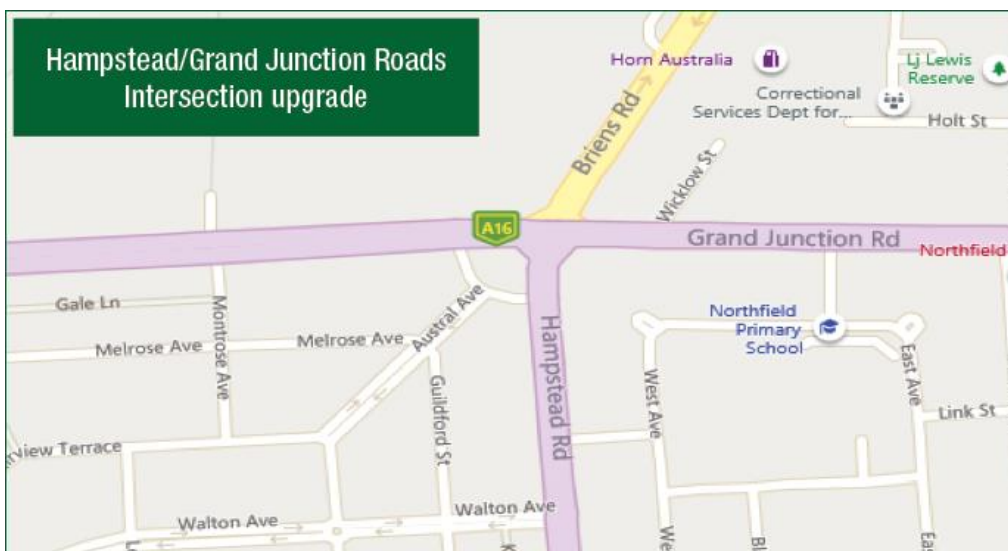 Hampstead/Grand Junction Roads
Intersection upgrade
Horn Australia
Lj Lewis
Reserve
Correctional
Services Dept for...
Holt St
Briens Rd
Wicklow St
A16
Grand Junction Rd
Northfield
Gale Ln
Montrose Ave
Austral Ave
Melrose Ave
Melrose Ave
Northfield
Primary
School
Hampstead Rd
West Ave
East Ave
Guildford St
Link St
view Terrace
Walton Ave
Walton Ave